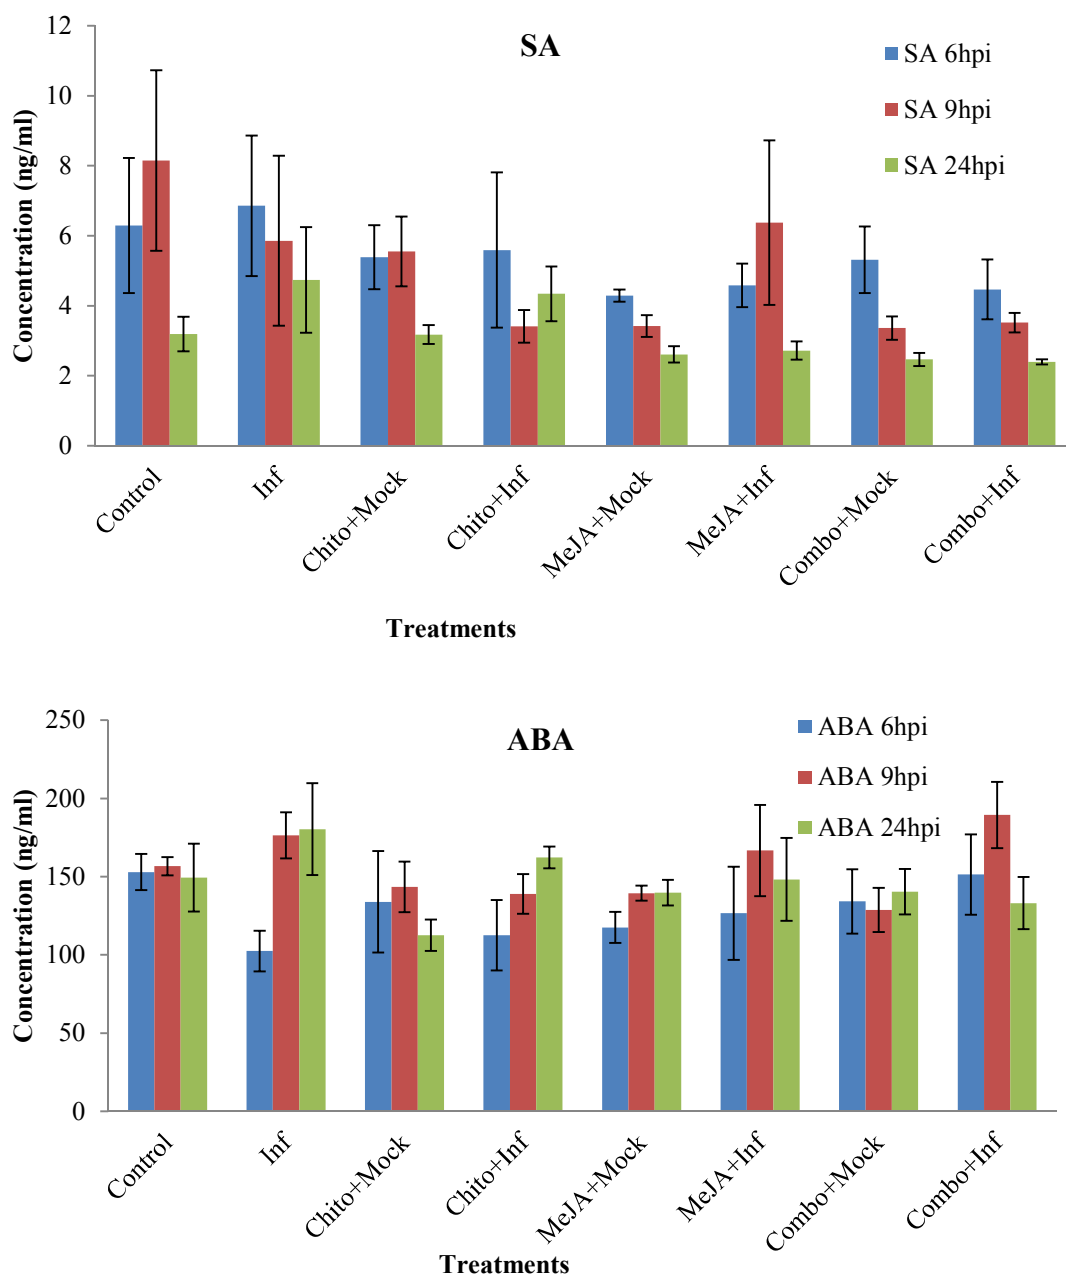 SA
SA 6hpi
SA 9hpi
SA 24hpi
Concentration (ng/ml)
12
10
8
6
4
2
0
Control
Inf
Chito+Mock
Chito+Inf
MeJA+Mock
MeJA+Inf
Combo+Mock
Combo+Inf
Treatments
ABA
ABA 6hpi
ABA 9hpi
ABA 24hpi
Concentration (ng/ml)
250
200
150
100
50
0
Control
Inf
Chito+Mock
Chito+Inf
MeJA+Mock
MeJA+Inf
Combo+Mock
Combo+Inf
Treatments